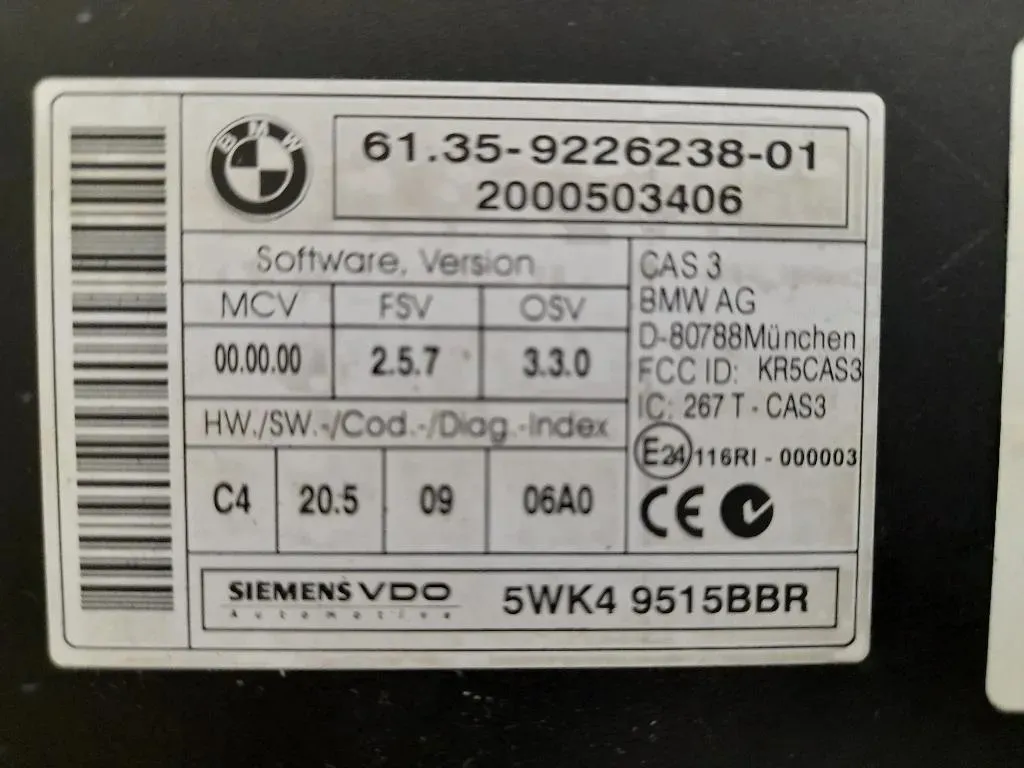 BMW
61.35-9226238-01
2000503406
Software. Version
MCV FSV OSV
00.00.00 2.5.7 3.3.0
HW./SW.-/Cod.-/Diag.-Index
C4 20.5 09 06A0
CAS 3
BMW AG
D-80788München
FCC ID: KR5CAS3
IC: 267 T - CAS3
E24 116RI - 000003
CE
SIEMENS VDO
Automotive
5WK4 9515BBR